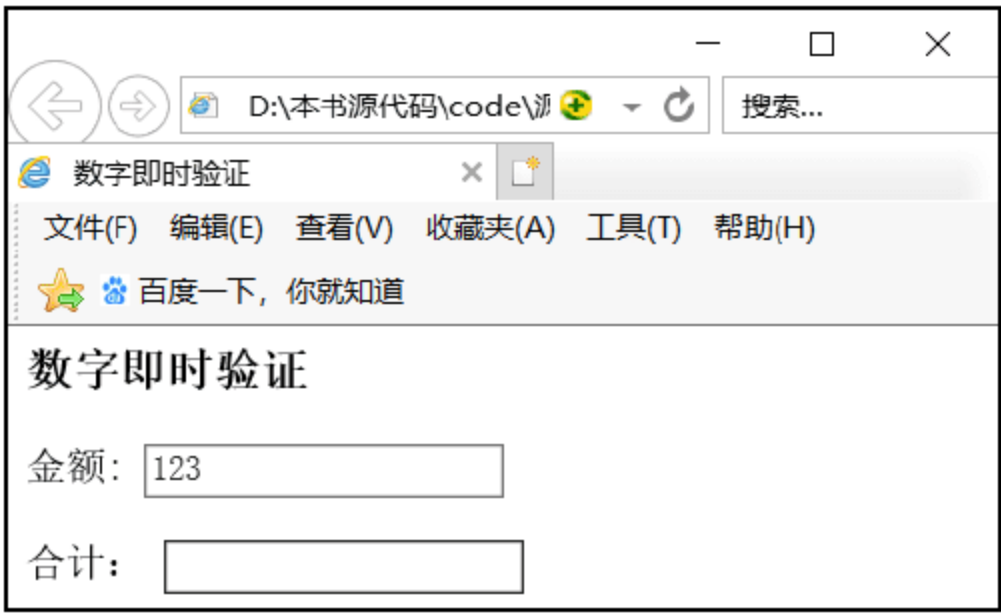 D:\本书源代码\code\源
搜索...
数字即时验证
文件(F) 编辑(E) 查看(V) 收藏夹(A) 工具(T) 帮助(H)
百度一下，你就知道
数字即时验证
金额: 123
合计：